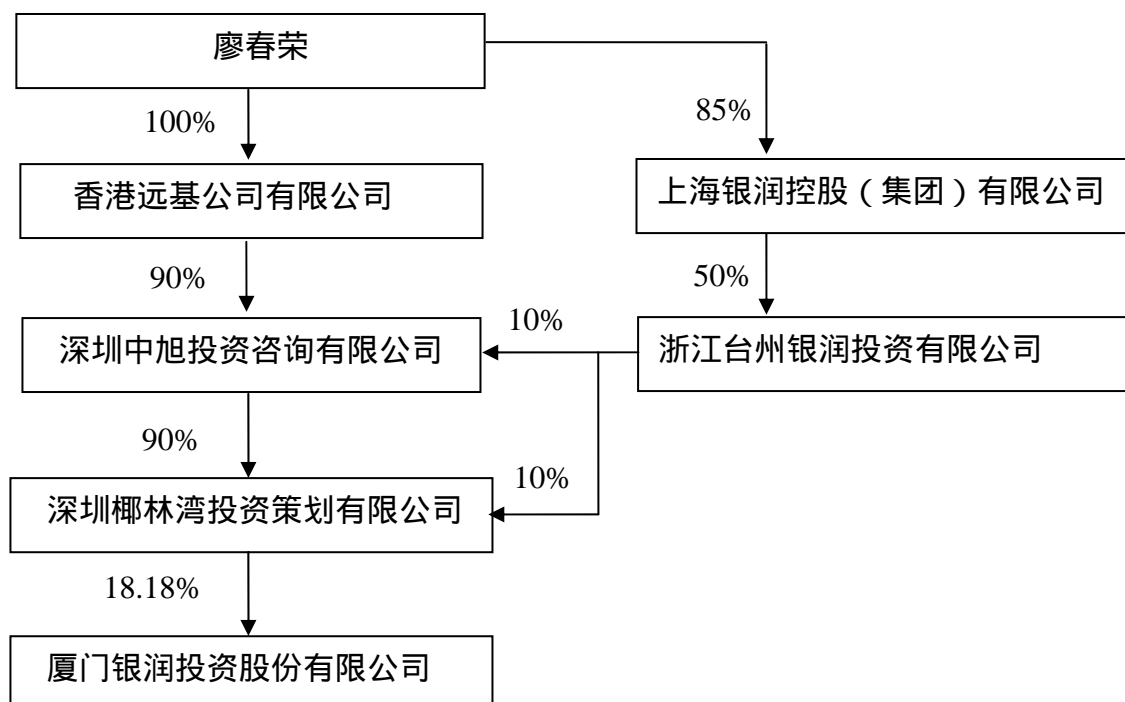 廖春荣
100%
85%
香港远基公司有限公司
上海银润控股（集团）有限公司
90%
50%
10%
深圳中旭投资咨询有限公司
浙江台州银润投资有限公司
90%
10%
深圳椰林湾投资策划有限公司
18.18%
厦门银润投资股份有限公司